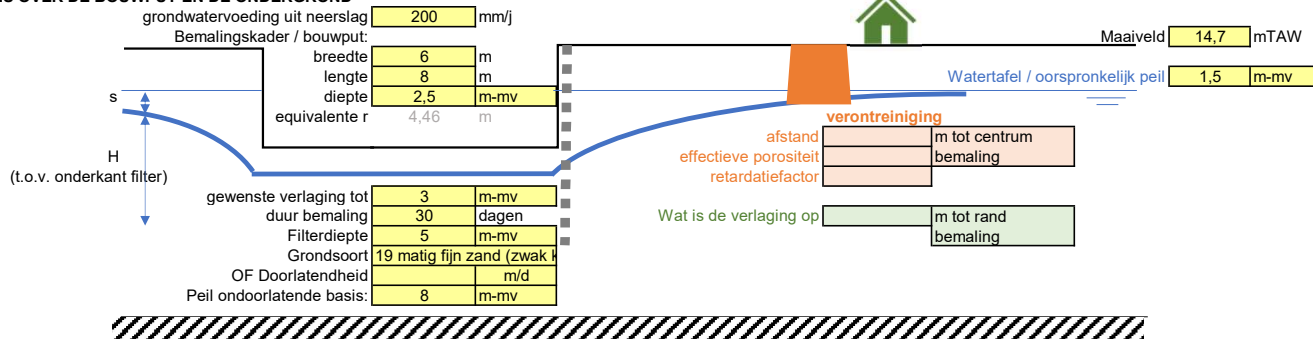 grondwatervoeding uit neerslag 200 mm/j
Bemalingskader / bouwput:
breedte 6 m
lengte 8 m
diepte 2,5 m-mv
equivalente r 4,46 m
Maaiveld 14,7 mTAW
Watertafel / oorspronkelijk peil 1,5 m-mv
s
H
(t.o.v. onderkant filter)
verontreiniging
afstand m tot centrum
effectieve porositeit bemaling
retardatiefactor
gewenste verlaging tot 3 m-mv
duur bemaling 30 dagen
Filterdiepte 5 m-mv
Grondsoort 19 matig fijn zand (zwak
OF Doorlatendheid m/d
Peil ondoorlatende basis: 8 m-mv
Wat is de verlaging op m tot rand
bemaling